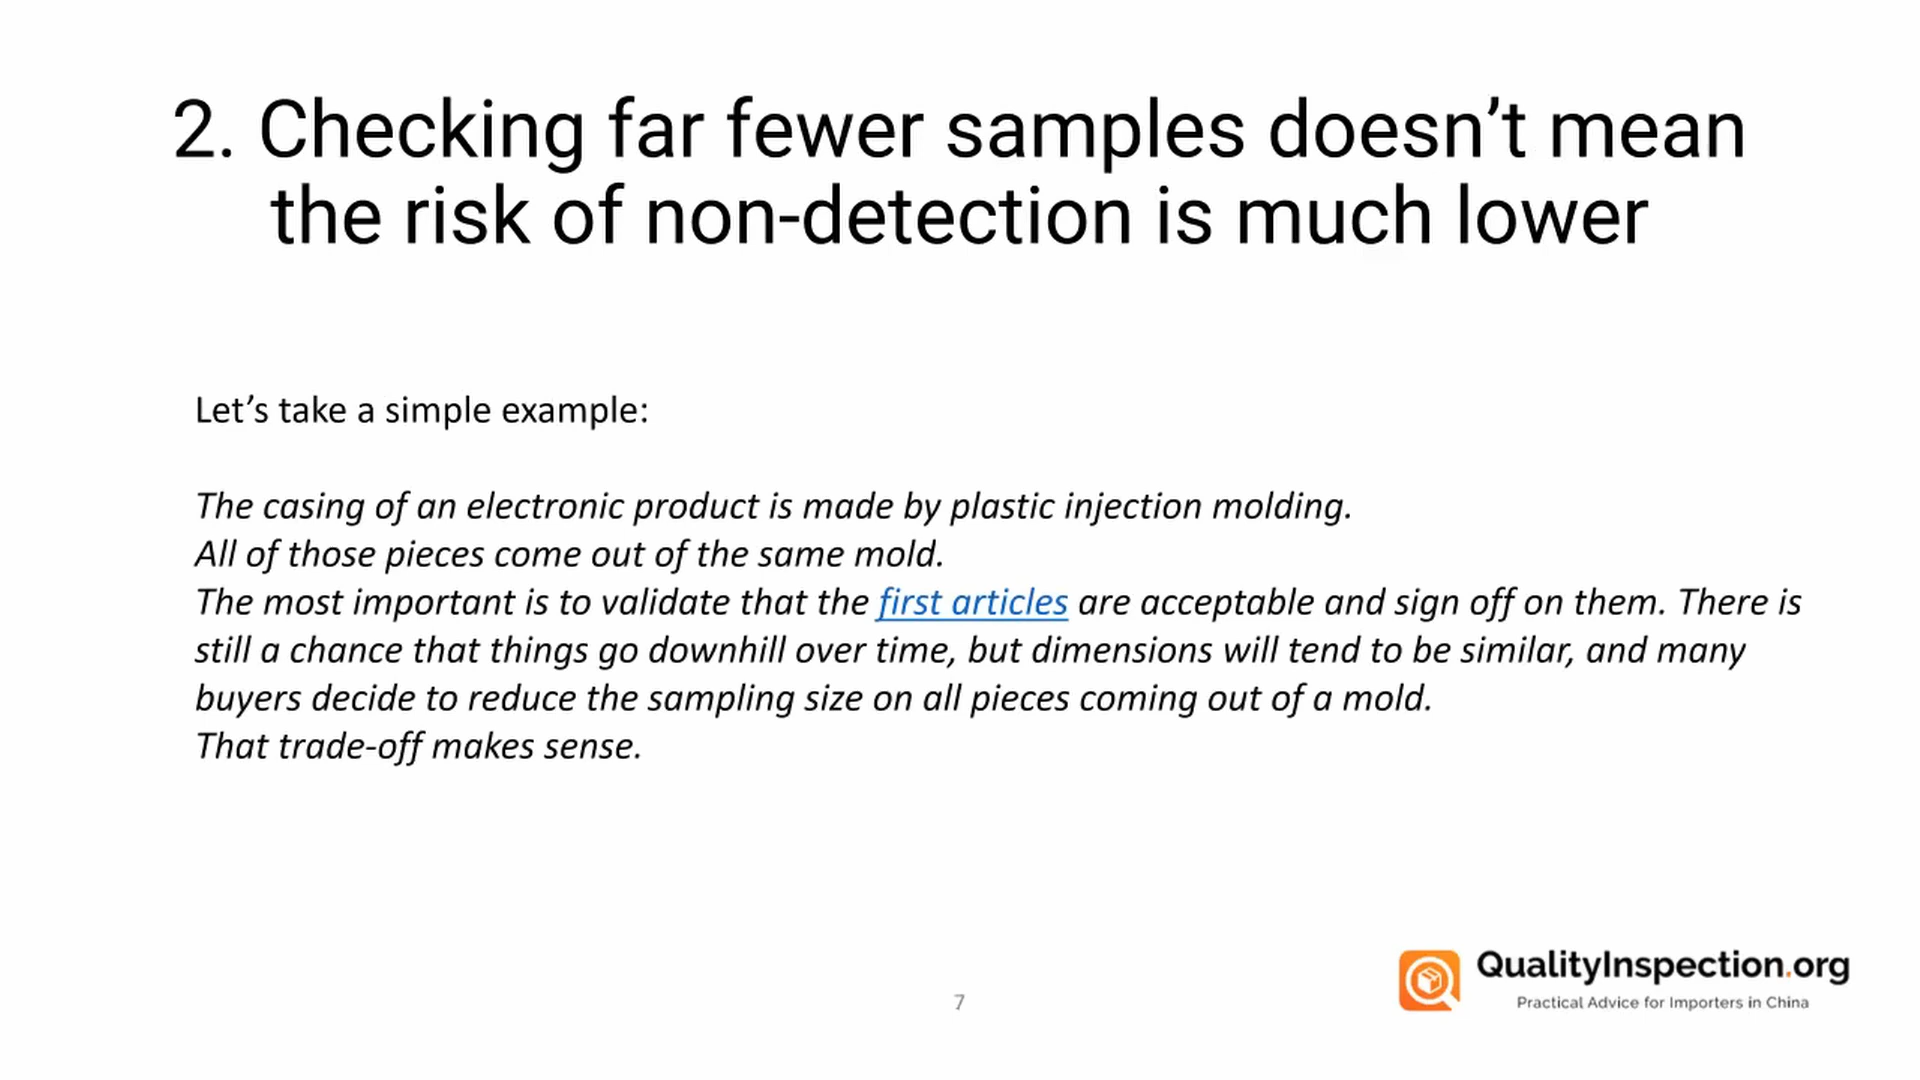 2. Checking far fewer samples doesn’t mean
the risk of non-detection is much lower
Let’s take a simple example:
The casing of an electronic product is made by plastic injection molding.
All of those pieces come out of the same mold.
The most important is to validate that the first articles are acceptable and sign off on them. There is
still a chance that things go downhill over time, but dimensions will tend to be similar, and many
buyers decide to reduce the sampling size on all pieces coming out of a mold.
That trade-off makes sense.
QualityInspection.org
Practical Advice for Importers in China
7